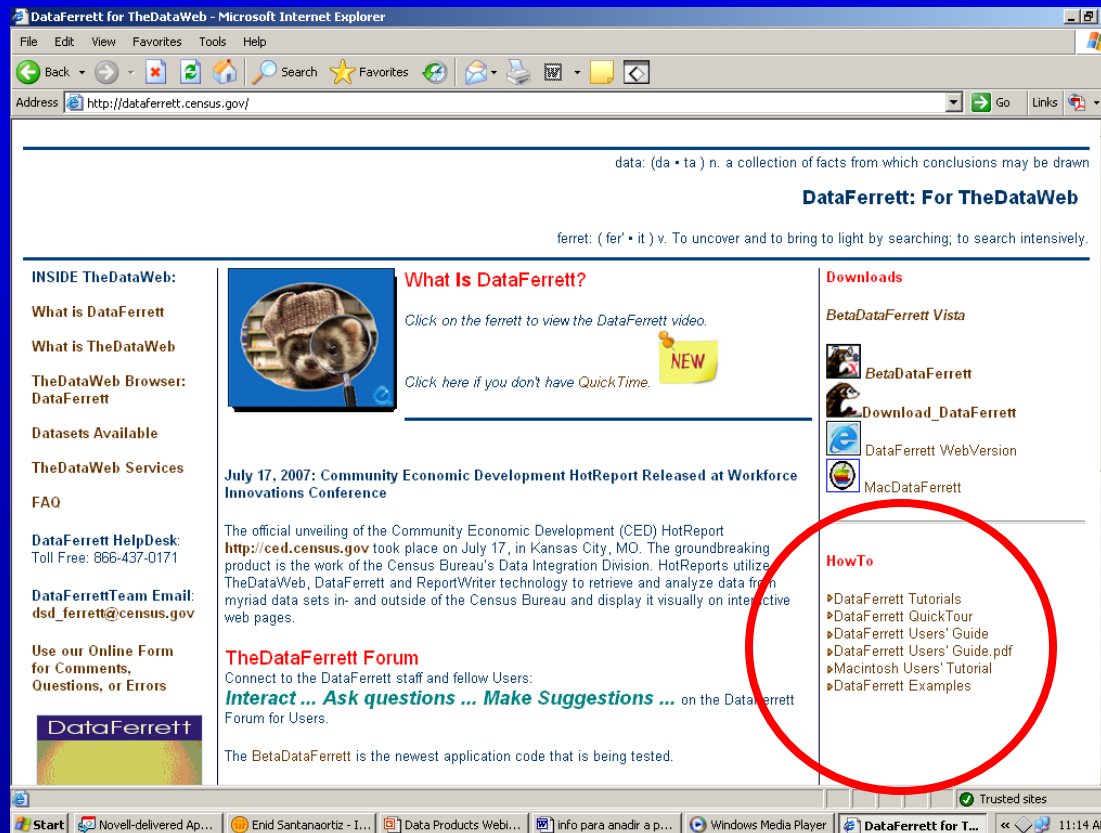 DataFerrett for TheDataWeb - Microsoft Internet Explorer
File Edit View Favorites Tools Help
Back Search Favorites
Address http://dataferrett.census.gov/ Go Links
data: (da ▪ ta ) n. a collection of facts from which conclusions may be drawn
DataFerrett: For TheDataWeb
ferret: ( fer' ▪ it ) v. To uncover and to bring to light by searching; to search intensively.
INSIDE TheDataWeb:
What is DataFerrett
What is TheDataWeb
TheDataWeb Browser:
DataFerrett
Datasets Available
TheDataWeb Services
FAQ
DataFerrett HelpDesk:
Toll Free: 866-437-0171
DataFerrettTeam Email:
dsd_ferrett@census.gov
Use our Online Form
for Comments,
Questions, or Errors
DataFerrett
What Is DataFerrett?
Click on the ferrett to view the DataFerrett video.
NEW
Click here if you don't have QuickTime.
July 17, 2007: Community Economic Development HotReport Released at Workforce
Innovations Conference
The official unveiling of the Community Economic Development (CED) HotReport
http://ced.census.gov took place on July 17, in Kansas City, MO. The groundbreaking
product is the work of the Census Bureau's Data Integration Division. HotReports utilize
TheDataWeb, DataFerrett and ReportWriter technology to retrieve and analyze data from
myriad data sets in- and outside of the Census Bureau and display it visually on interactive
web pages.
TheDataFerrett Forum
Connect to the DataFerrett staff and fellow Users:
Interact ... Ask questions ... Make Suggestions ... on the DataFerrett
Forum for Users.
The BetaDataFerrett is the newest application code that is being tested.
Downloads
BetaDataFerrett Vista
BetaDataFerrett
Download_DataFerrett
DataFerrett WebVersion
MacDataFerrett
HowTo
DataFerrett Tutorials
DataFerrett QuickTour
DataFerrett Users' Guide
DataFerrett Users' Guide.pdf
Macintosh Users' Tutorial
DataFerrett Examples
Trusted sites
Start Novell-delivered Ap... Enid Santanaortiz - I... Data Products Webi... info para anadir a p... Windows Media Player DataFerrett for T... « 11:14 A